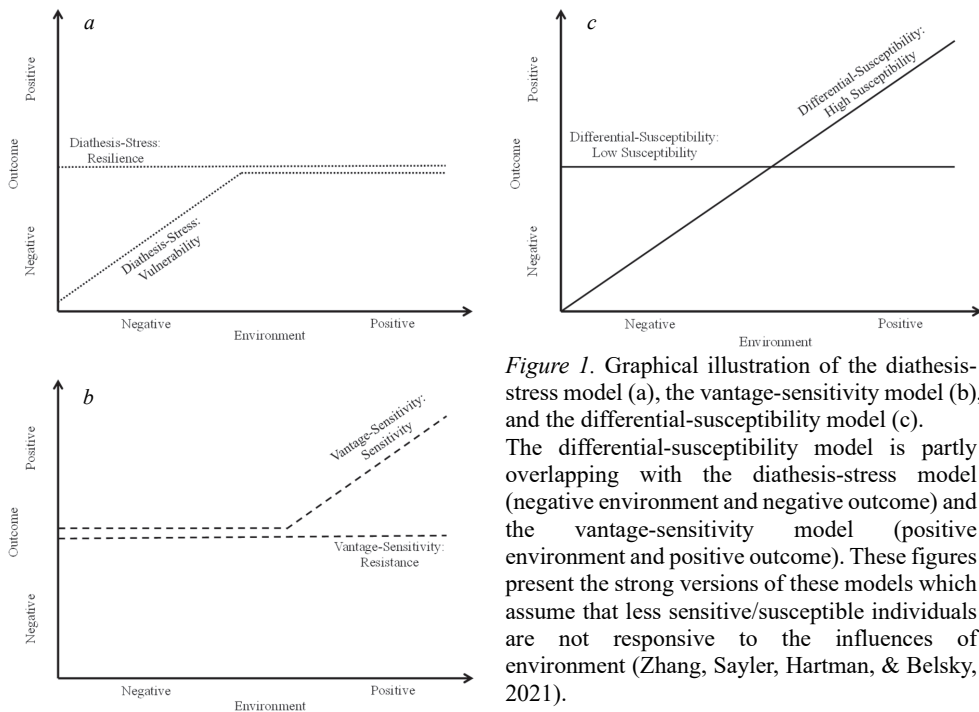 a
Positive
Outcome
Negative
Diathesis-Stress:
Resilience
Diathesis-Stress:
Vulnerability
Negative
Positive
Environment
c
Positive
Outcome
Negative
Differential-Susceptibility:
High Susceptibility
Differential-Susceptibility:
Low Susceptibility
Negative
Positive
Environment
b
Positive
Outcome
Negative
Vantage-Sensitivity:
Sensitivity
Vantage-Sensitivity:
Resistance
Negative
Positive
Environment
Figure 1. Graphical illustration of the diathesis-
stress model (a), the vantage-sensitivity model (b),
and the differential-susceptibility model (c).
The differential-susceptibility model is partly
overlapping with the diathesis-stress model
(negative environment and negative outcome) and
the vantage-sensitivity model (positive
environment and positive outcome). These figures
present the strong versions of these models which
assume that less sensitive/susceptible individuals
are not responsive to the influences of
environment (Zhang, Sayler, Hartman, & Belsky,
2021).